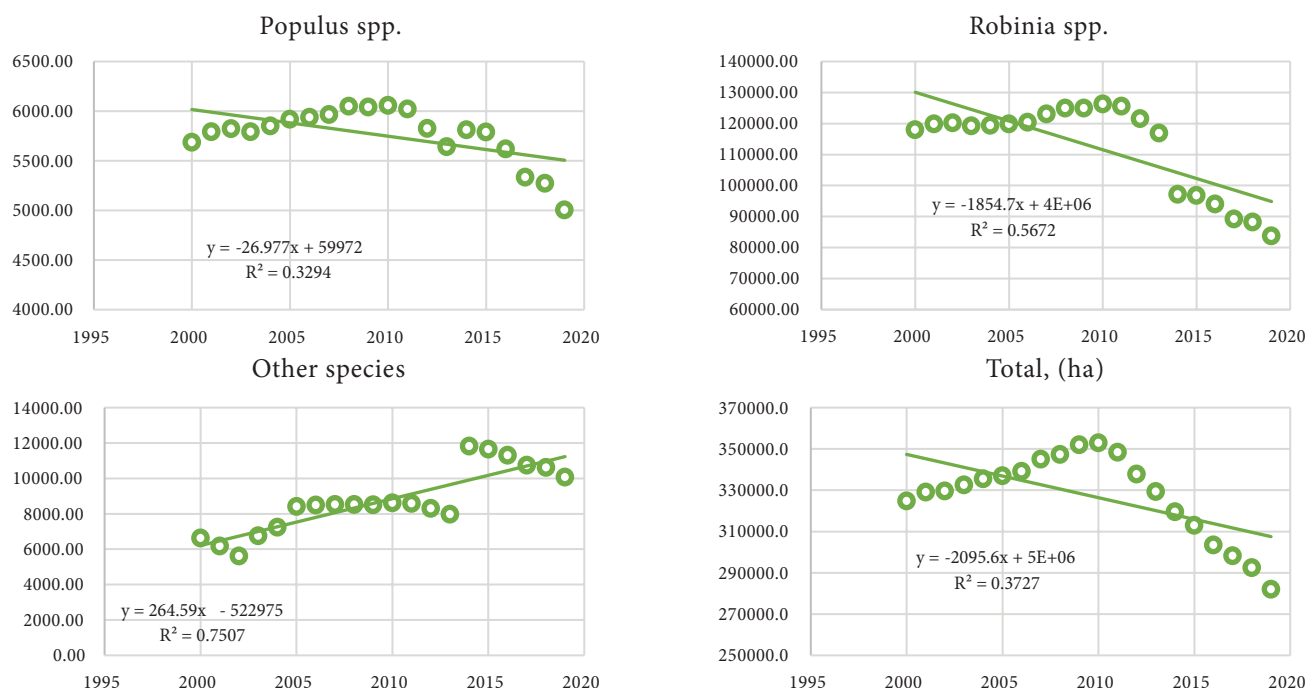 Populus spp.
6500.00
6000.00
5500.00
5000.00
4500.00
4000.00
y = -26.977x + 59972
R² = 0.3294
1995 2000 2005 2010 2015 2020
Robinia spp.
140000.00
130000.00
120000.00
110000.00
100000.00
90000.00
80000.00
70000.00
60000.00
y = -1854.7x + 4E+06
R² = 0.5672
1995 2000 2005 2010 2015 2020
Other species
14000.00
12000.00
10000.00
8000.00
6000.00
4000.00
2000.00
0.00
y = 264.59x - 522975
R² = 0.7507
1995 2000 2005 2010 2015 2020
Total, (ha)
370000.0
350000.0
330000.0
310000.0
290000.0
270000.0
250000.0
y = -2095.6x + 5E+06
R² = 0.3727
1995 2000 2005 2010 2015 2020